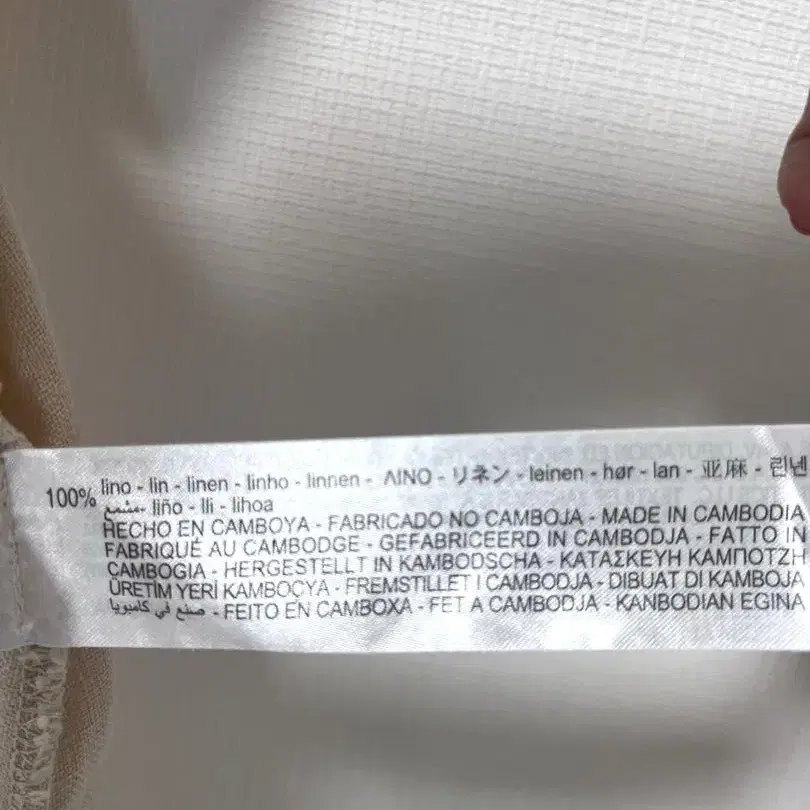 100% lino - lin - linen - linho - linnen - ΛΙΝΟ - リネン - leinen - hør - lan - 亚麻 - 린넨
مشمع - liño - lli - lihoa
HECHO EN CAMBOYA - FABRICADO NO CAMBOJA - MADE IN CAMBODIA
FABRIQUÉ AU CAMBODGE - GEFABRICEERD IN CAMBODJA - FATTO IN
CAMBOGIA - HERGESTELLT IN KAMBODSCHA - ΚΑΤΑΣΚΕΥΗ ΚΑΜΠΟΤΖΗ
ÜRETİM YERİ KAMBOÇYA - FREMSTILLET I CAMBODJA - DIBUAT DI KAMBOJA
صنع في كامبوديا - FEITO EN CAMBOXA - FET A CAMBODJA - KANBODIAN EGINA